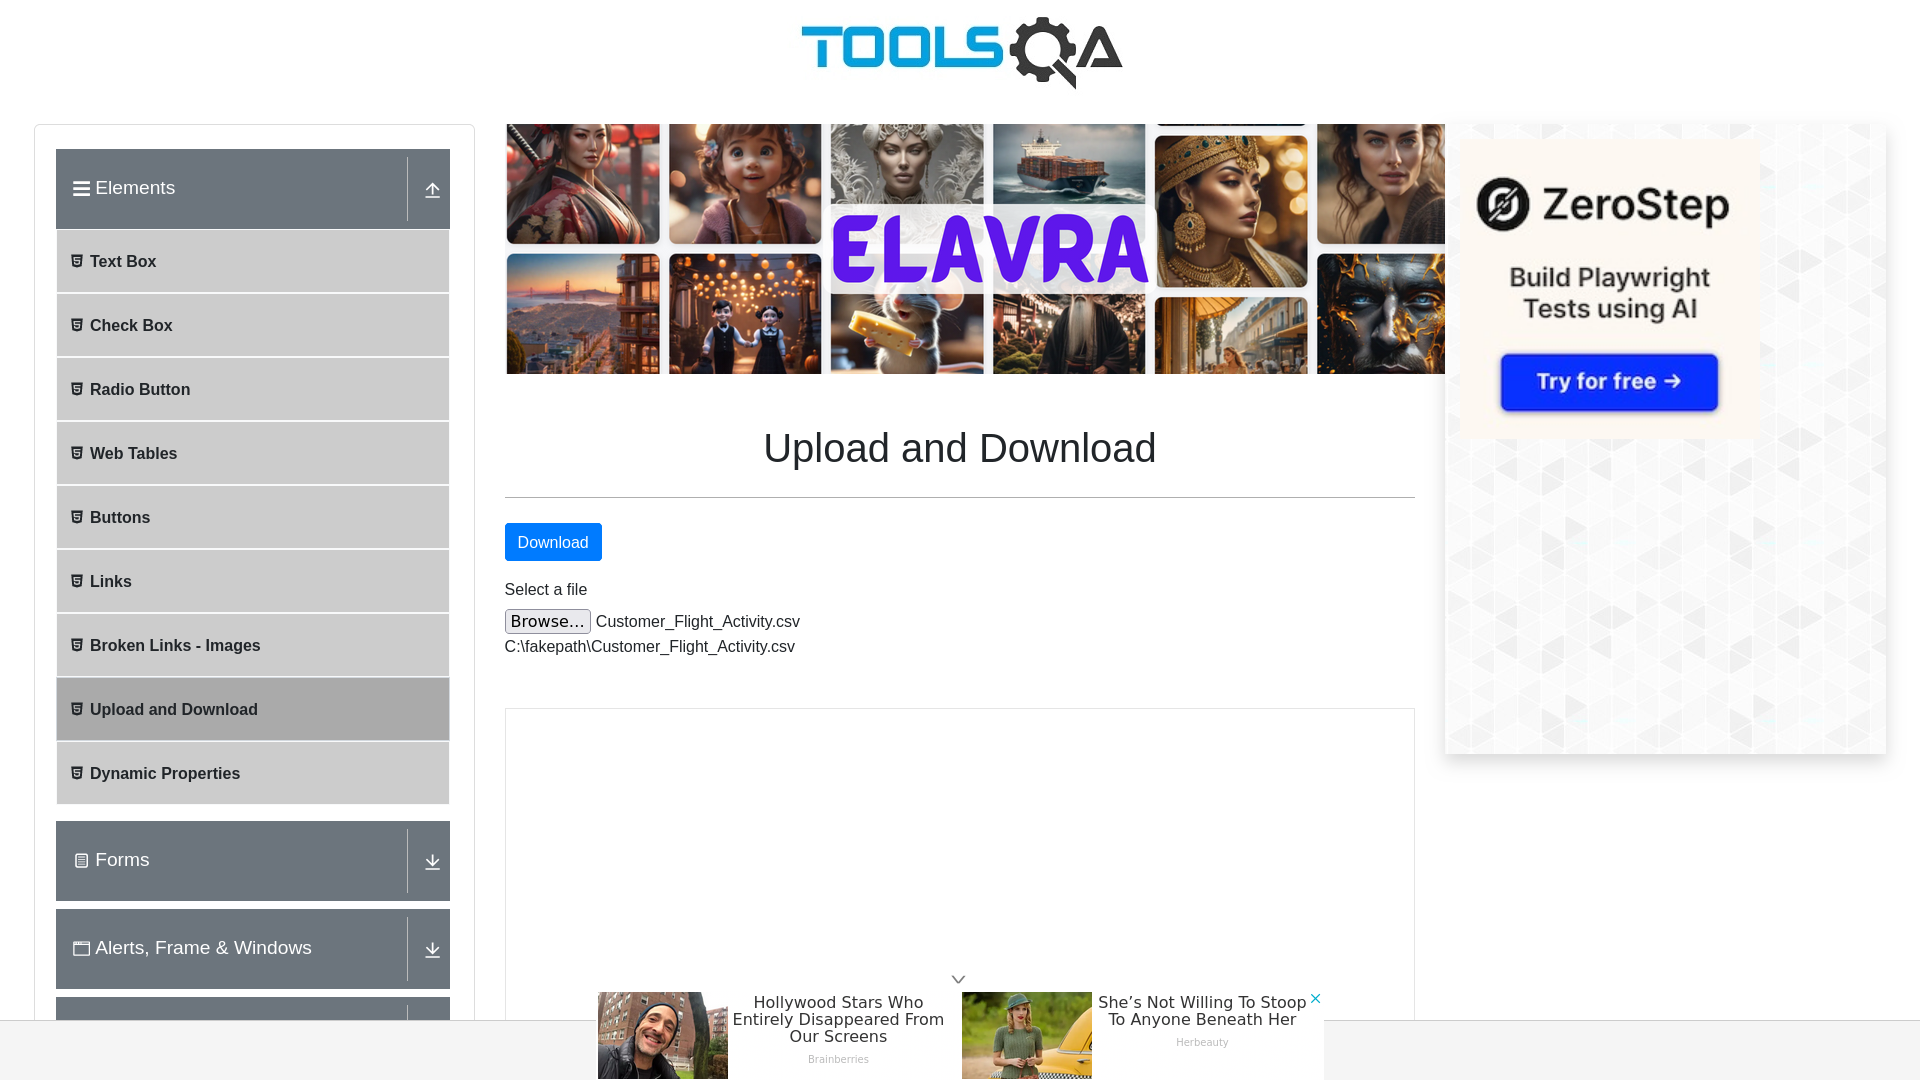 TOOLSQA
Elements
Text Box
Check Box
Radio Button
Web Tables
Buttons
Links
Broken Links - Images
Upload and Download
Dynamic Properties
Forms
Alerts, Frame & Windows
ELAVRA
Upload and Download
Download
Select a file
Browse... Customer_Flight_Activity.csv
C:\fakepath\Customer_Flight_Activity.csv
ZeroStep
Build Playwright
Tests using AI
Try for free →
Hollywood Stars Who
Entirely Disappeared From
Our Screens
Brainberries
She’s Not Willing To Stoop
To Anyone Beneath Her
Herbeauty